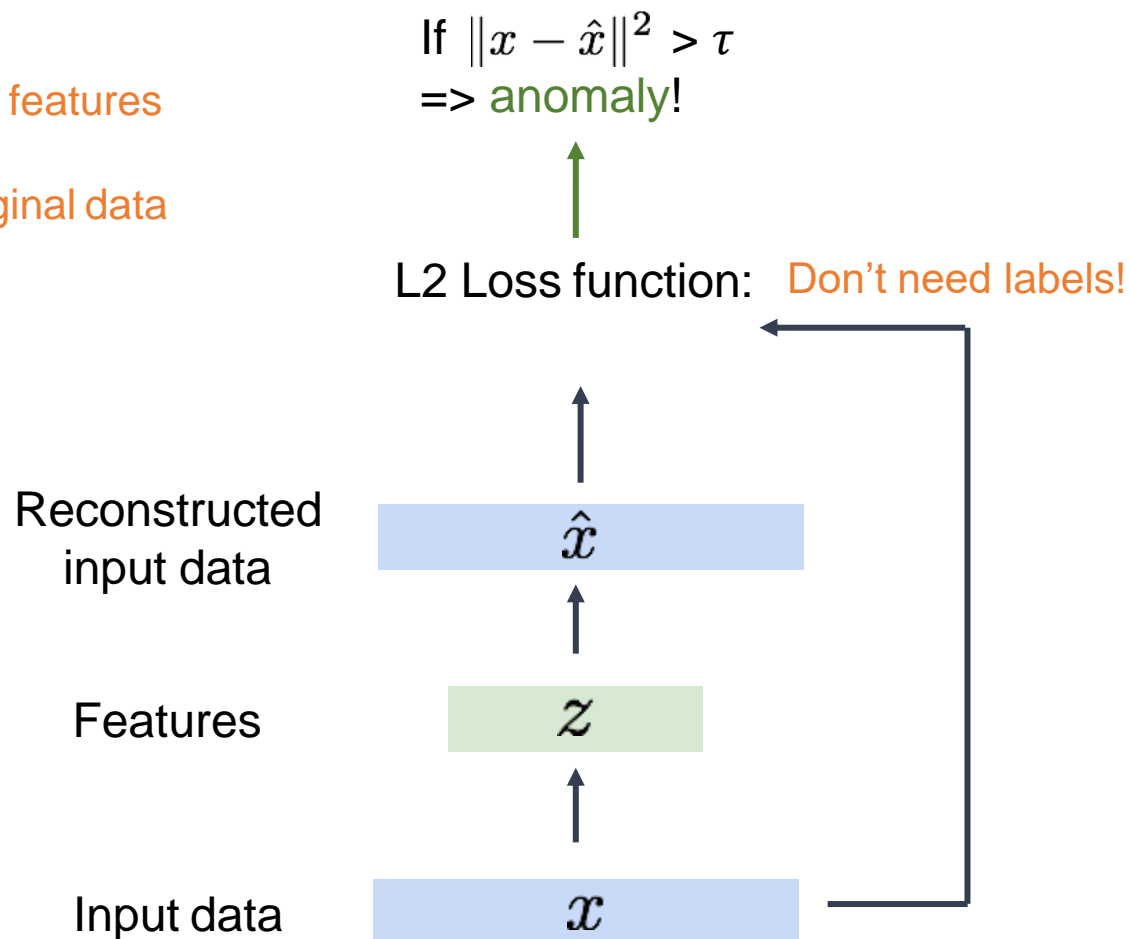 If ‖x − x̂‖² > τ
features
=> anomaly!
ginal data
L2 Loss function:
Don’t need labels!
Reconstructed
input data
x̂
Features
z
Input data
x